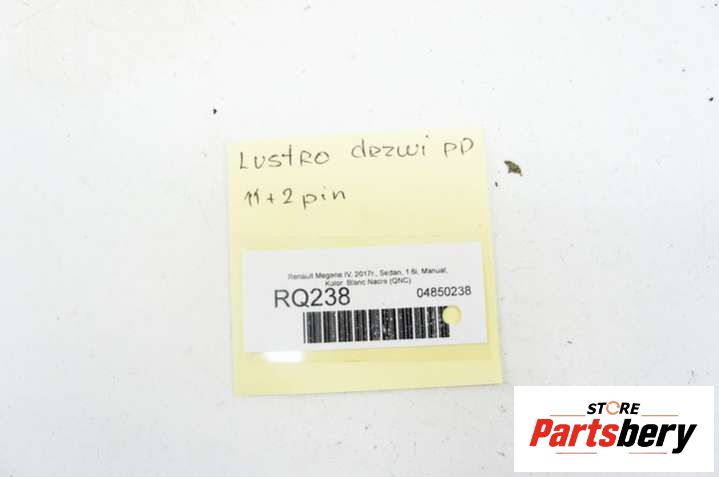 Lustro drzwi PD
11+2 pin
Renault Megane IV, 2017r., Sedan, 1.6i, Manual,
Kolor: Blanc Nacre (QNC)
RQ238 04850238
STORE
Partsbery